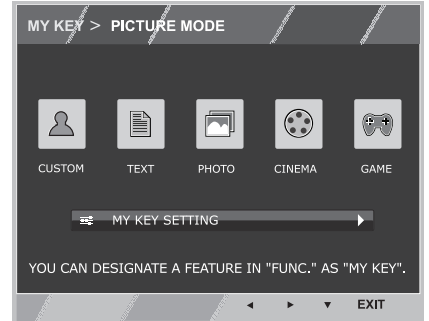 MY KEY > PICTURE MODE
CUSTOM TEXT PHOTO CINEMA GAME
MY KEY SETTING
YOU CAN DESIGNATE A FEATURE IN "FUNC." AS "MY KEY".
EXIT